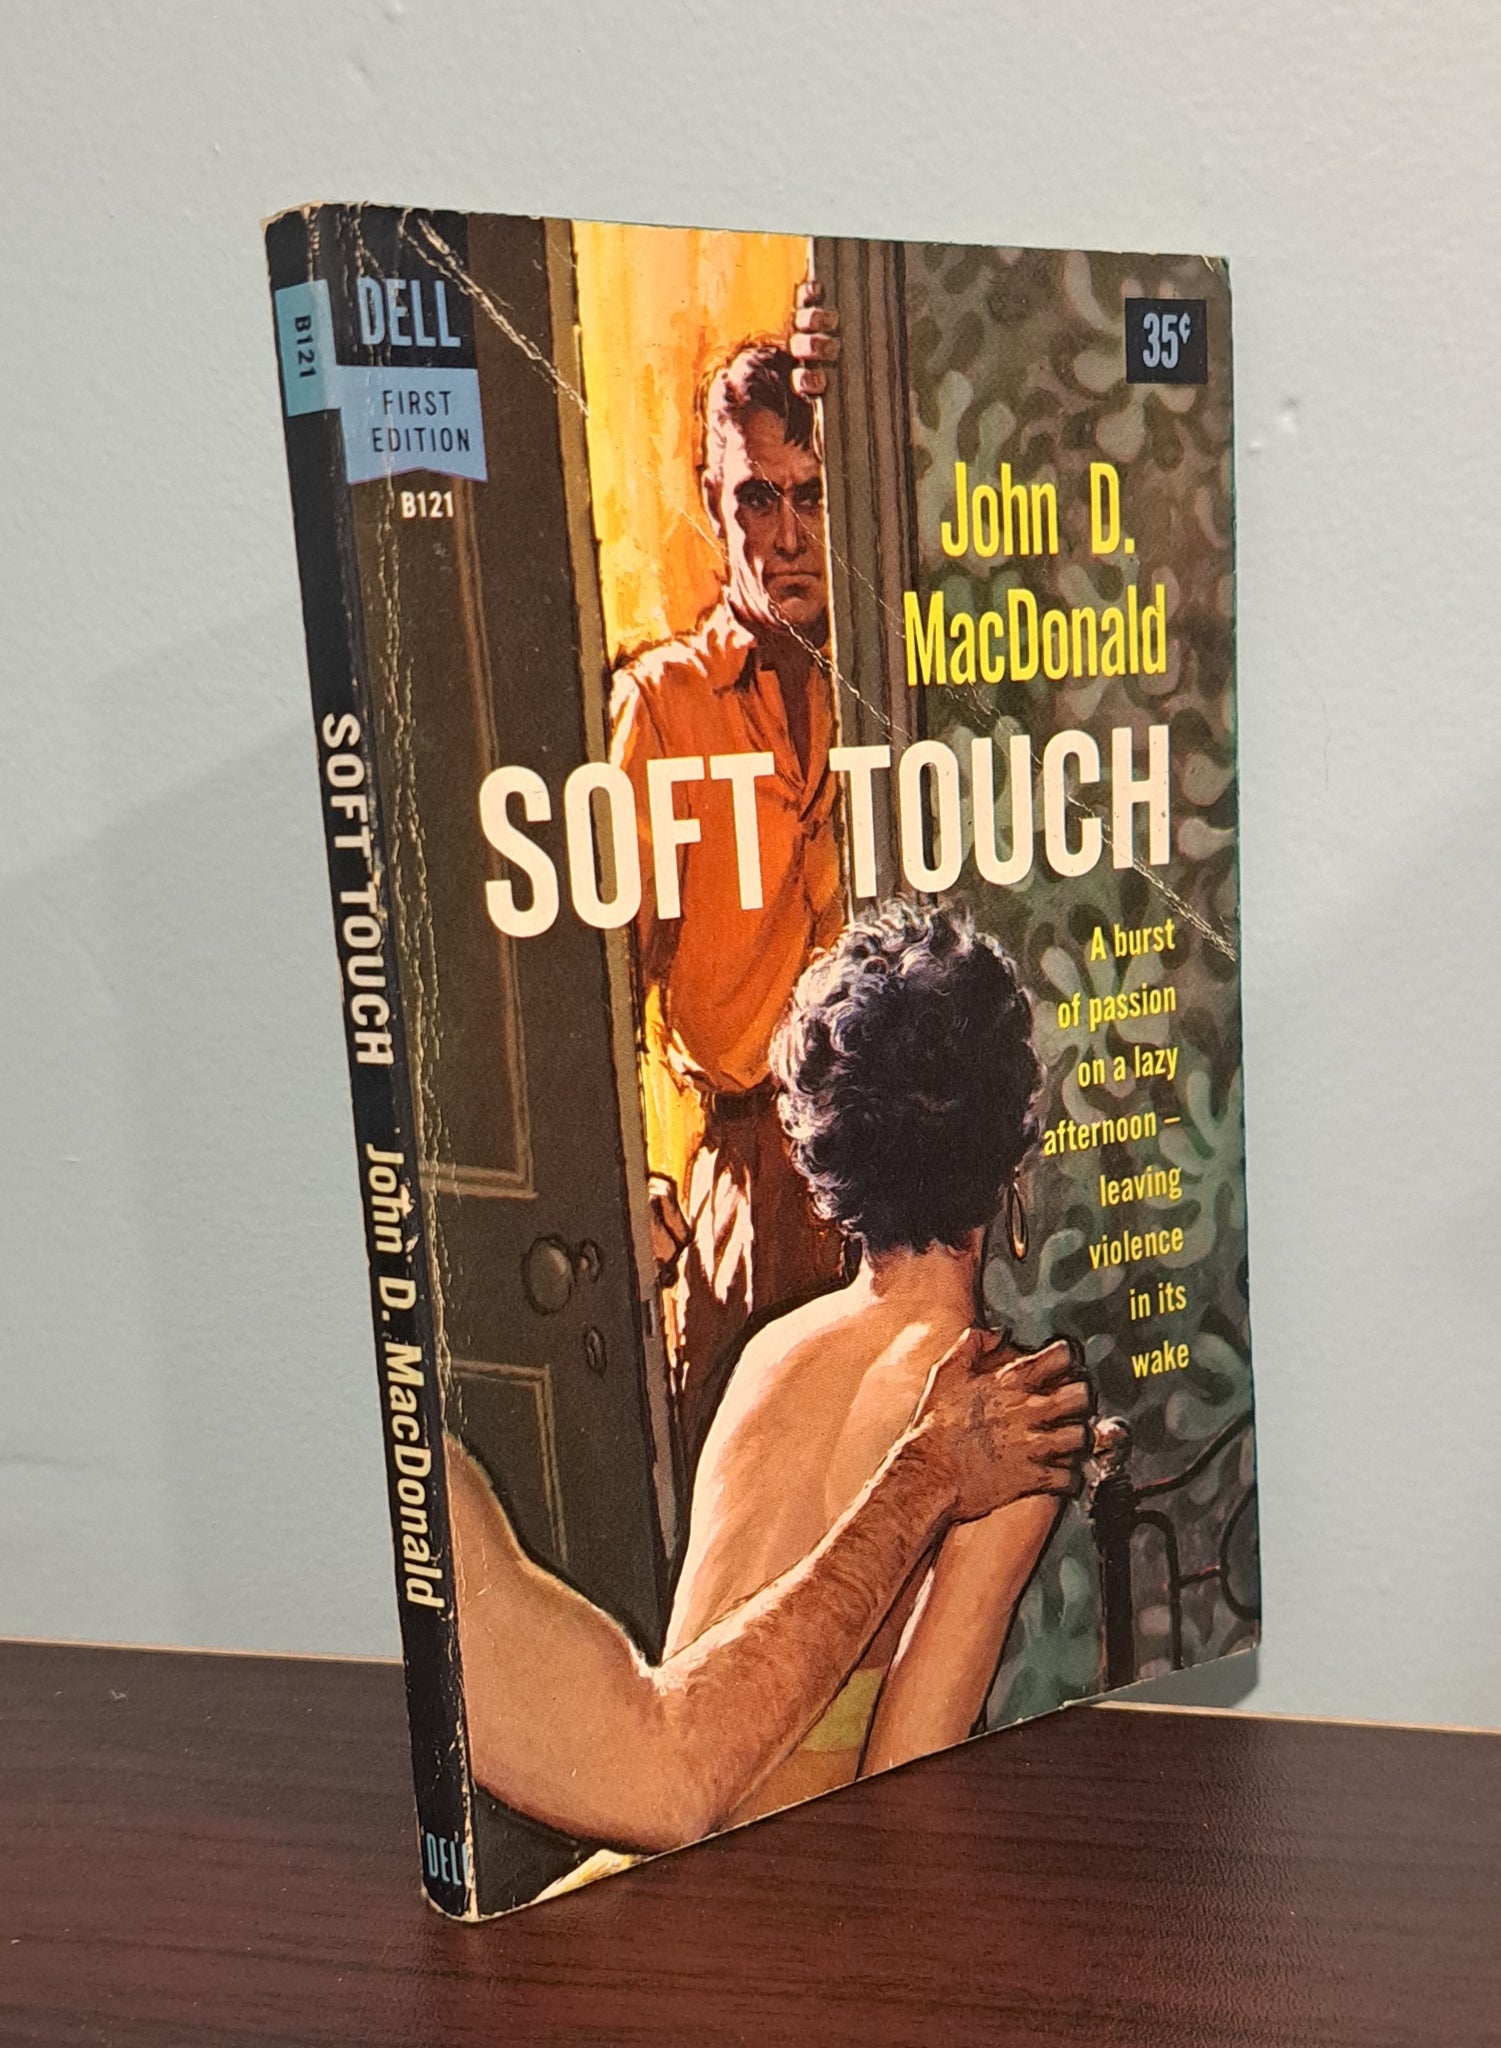 B121
SOFT TOUCH John D. MacDonald
DELL
FIRST
EDITION
B121
35¢
John D.
MacDonald
SOFT TOUCH
A burst
of passion
on a lazy
afternoon –
leaving
violence
in its
wake